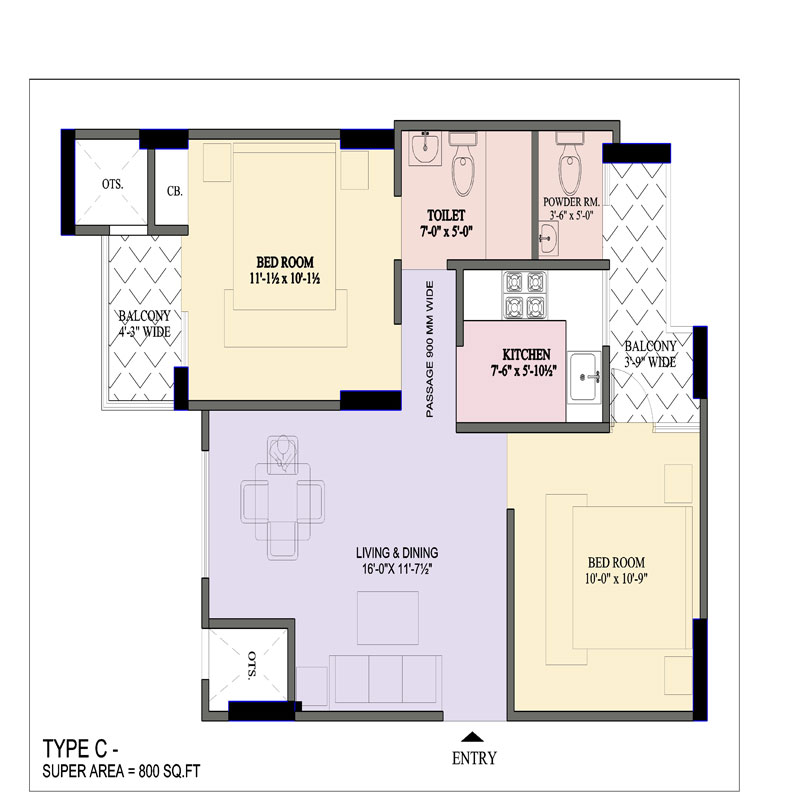 OTS.
CB.
BED ROOM
11'-1½ x 10'-1½
TOILET
7'-0" x 5'-0"
POWDER RM.
3'-6" x 5'-0"
BALCONY
4'-3" WIDE
PASSAGE 900 MM WIDE
KITCHEN
7'-6" x 5'-10½"
BALCONY
3'-9" WIDE
LIVING & DINING
16'-0"X 11'-7½"
BED ROOM
10'-0" x 10'-9"
OTS.
TYPE C -
SUPER AREA = 800 SQ.FT
ENTRY